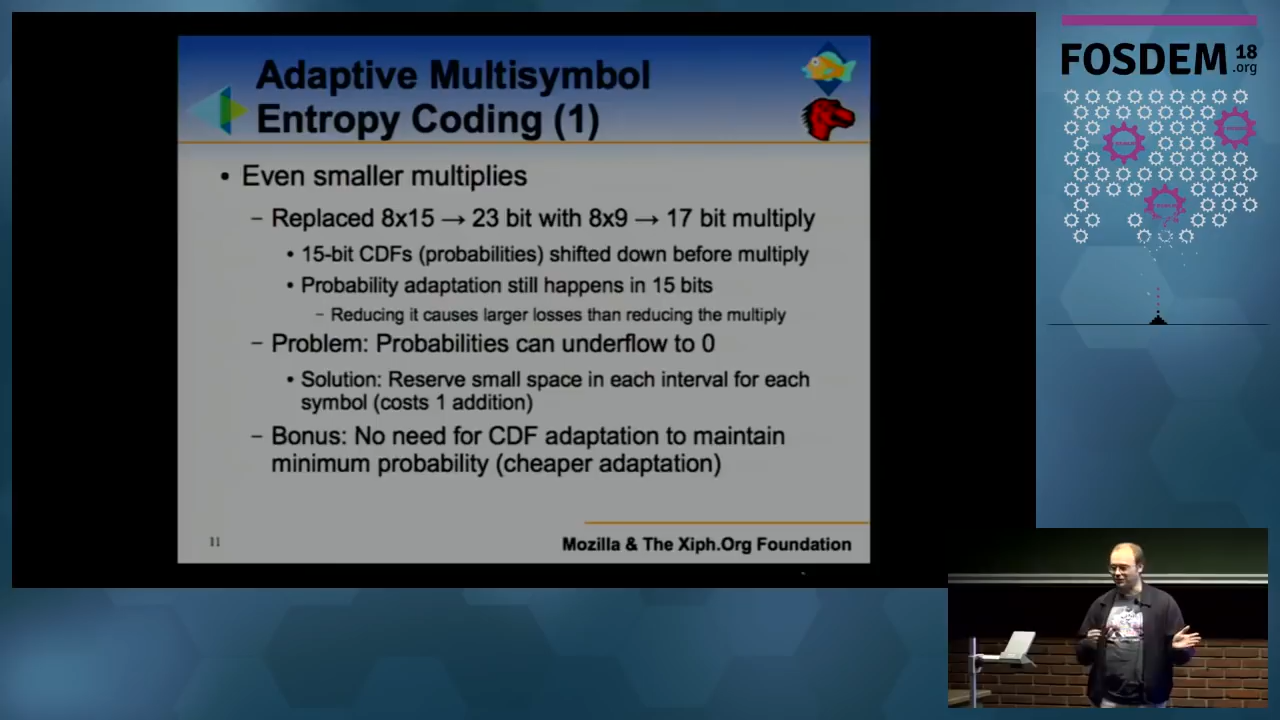 Adaptive Multisymbol
Entropy Coding (1)
• Even smaller multiplies
– Replaced 8x15 → 23 bit with 8x9 → 17 bit multiply
• 15-bit CDFs (probabilities) shifted down before multiply
• Probability adaptation still happens in 15 bits
– Reducing it causes larger losses than reducing the multiply
– Problem: Probabilities can underflow to 0
• Solution: Reserve small space in each interval for each
symbol (costs 1 addition)
– Bonus: No need for CDF adaptation to maintain
minimum probability (cheaper adaptation)
11
Mozilla & The Xiph.Org Foundation
FOSDEM 18
.org